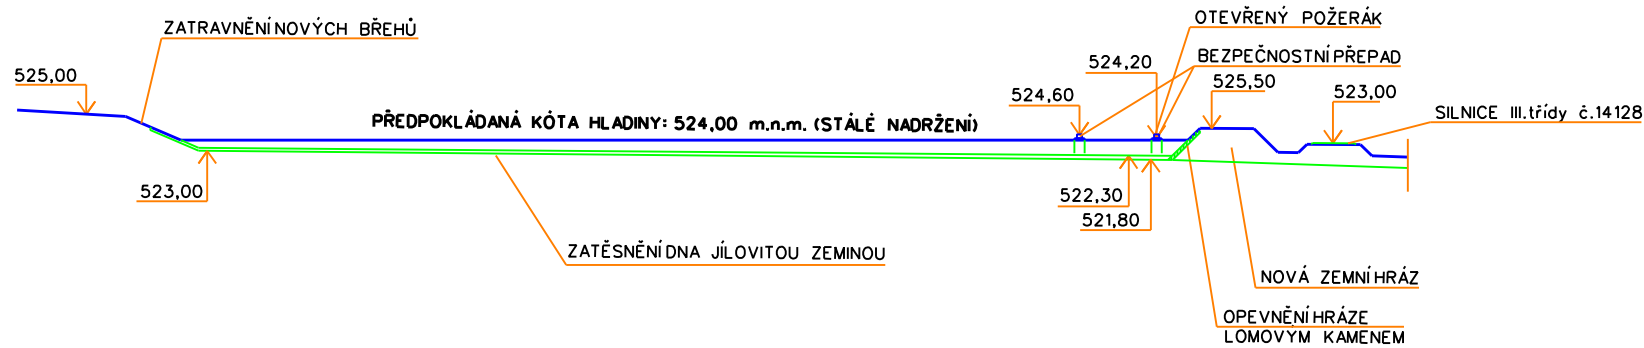 OTEVŘENÝ POŽERÁK
ZATRAVNĚNÍ NOVÝCH BŘEHŮ
BEZPEČNOSTNÍ PŘEPAD
524,20
525,00
525,50
524,60
523,00
SILNICE III.třídy č.14128
PŘEDPOKLÁDANÁ KÓTA HLADINY: 524,00 m.n.m. (STÁLÉ NADRŽENÍ)
523,00
522,30
521,80
ZATĚSNĚNÍ DNA JÍLOVITOU ZEMINOU
NOVÁ ZEMNÍ HRÁZ
OPEVNĚNÍ HRÁZE
LOMOVÝM KAMENEM